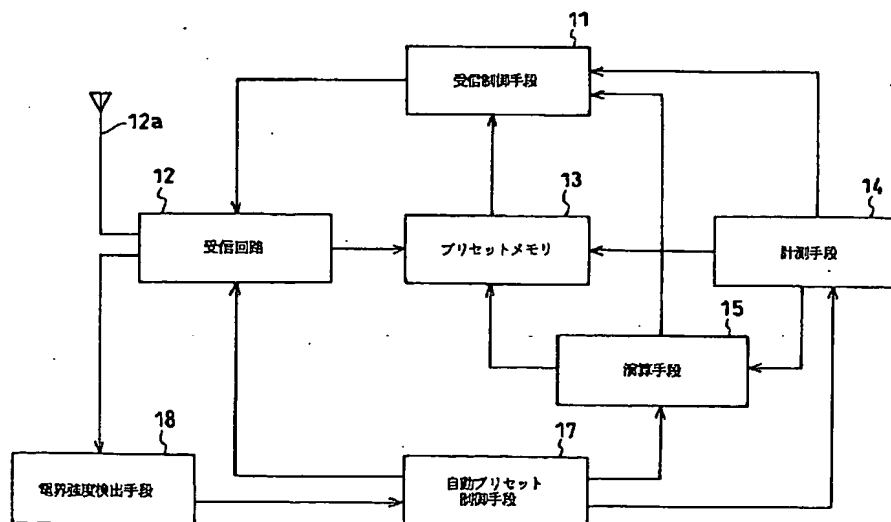 11
受信制御手段
12a
12
受信回路
13
プリセットメモリ
14
計測手段
15
演算手段
18
電界強度検出手段
17
自動プリセット
制御手段